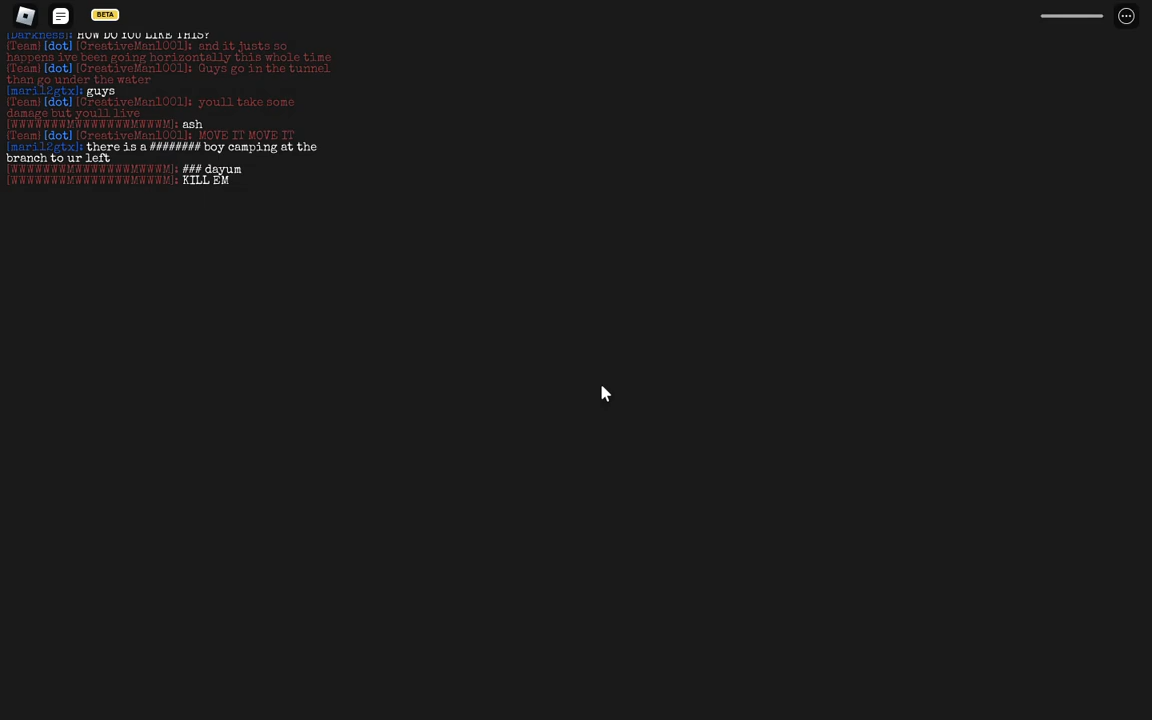 BETA
[Darkness]: HOW DO YOU LIKE THIS?
{Team} [dot] [CreativeMan1001]: and it justs so
happens ive been going horizontally this whole time
{Team} [dot] [CreativeMan1001]: Guys go in the tunnel
than go under the water
[mari12gtx]: guys
{Team} [dot] [CreativeMan1001]: youll take some
damage but youll live
ash
{Team} [dot] [CreativeMan1001]: MOVE IT MOVE IT
[mari12gtx]: there is a ######## boy camping at the
branch to ur left
### dayum
KILL EM